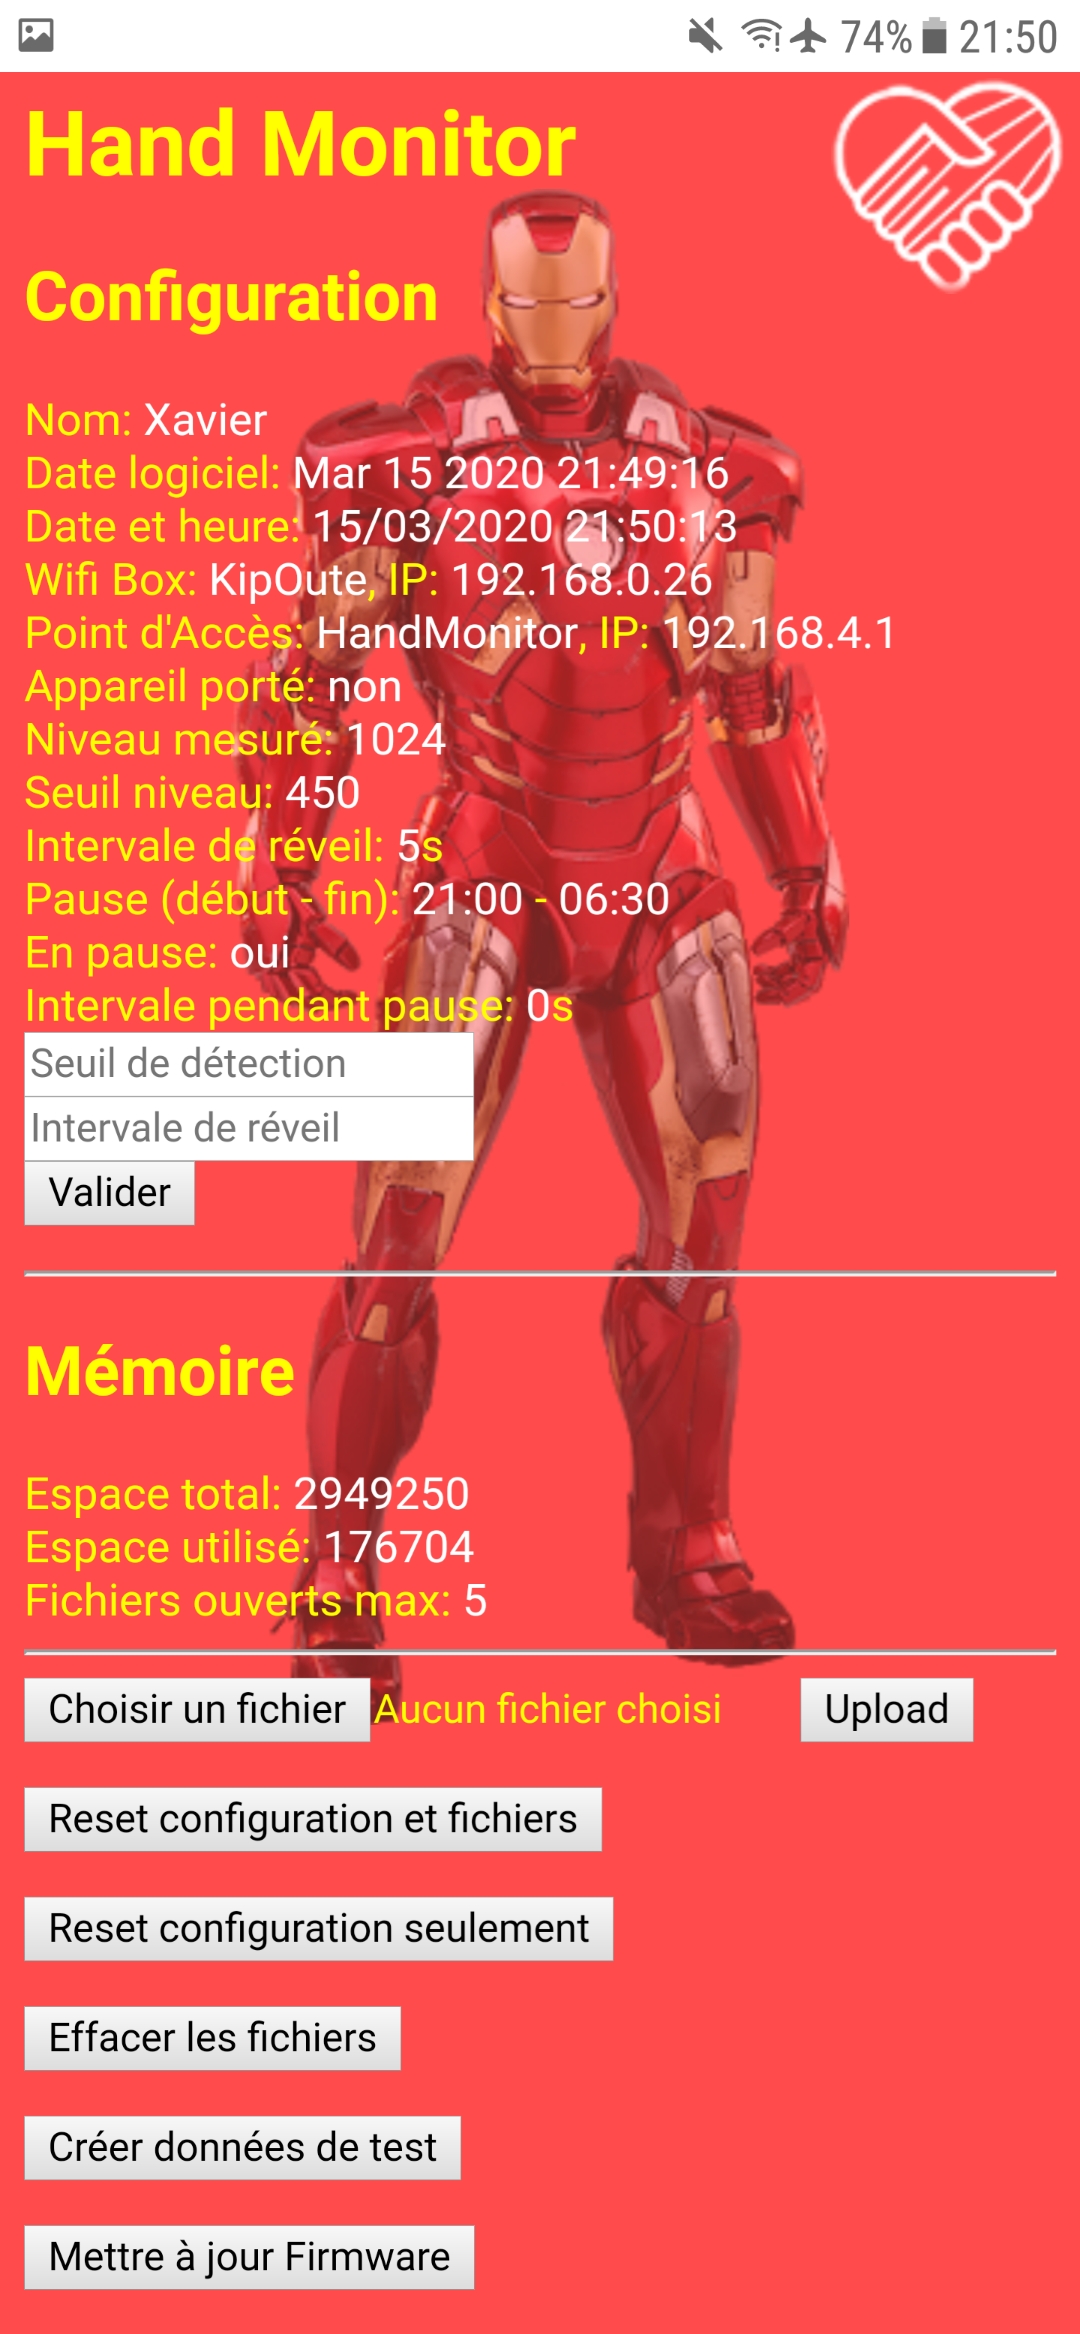 74% 21:50
Hand Monitor
Configuration
Nom: Xavier
Date logiciel: Mar 15 2020 21:49:16
Date et heure: 15/03/2020 21:50:13
Wifi Box: KipOute, IP: 192.168.0.26
Point d'Accès: HandMonitor, IP: 192.168.4.1
Appareil porté: non
Niveau mesuré: 1024
Seuil niveau: 450
Intervale de réveil: 5s
Pause (début - fin): 21:00 - 06:30
En pause: oui
Intervale pendant pause: 0s
Seuil de détection
Intervale de réveil
Valider
Mémoire
Espace total: 2949250
Espace utilisé: 176704
Fichiers ouverts max: 5
Choisir un fichier Aucun fichier choisi Upload
Reset configuration et fichiers
Reset configuration seulement
Effacer les fichiers
Créer données de test
Mettre à jour Firmware